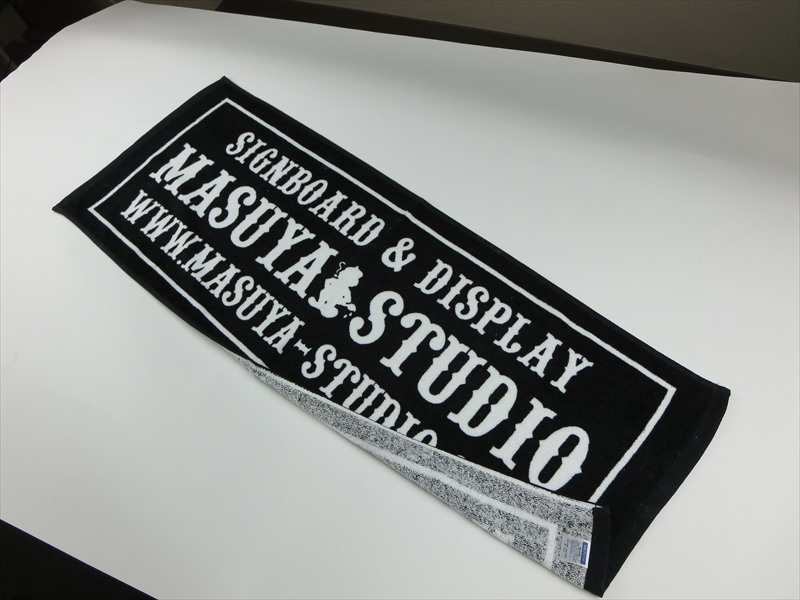 SIGNBOARD & DISPLAY
MASUYA STUDIO
WWW.MASUYA-STUDIO